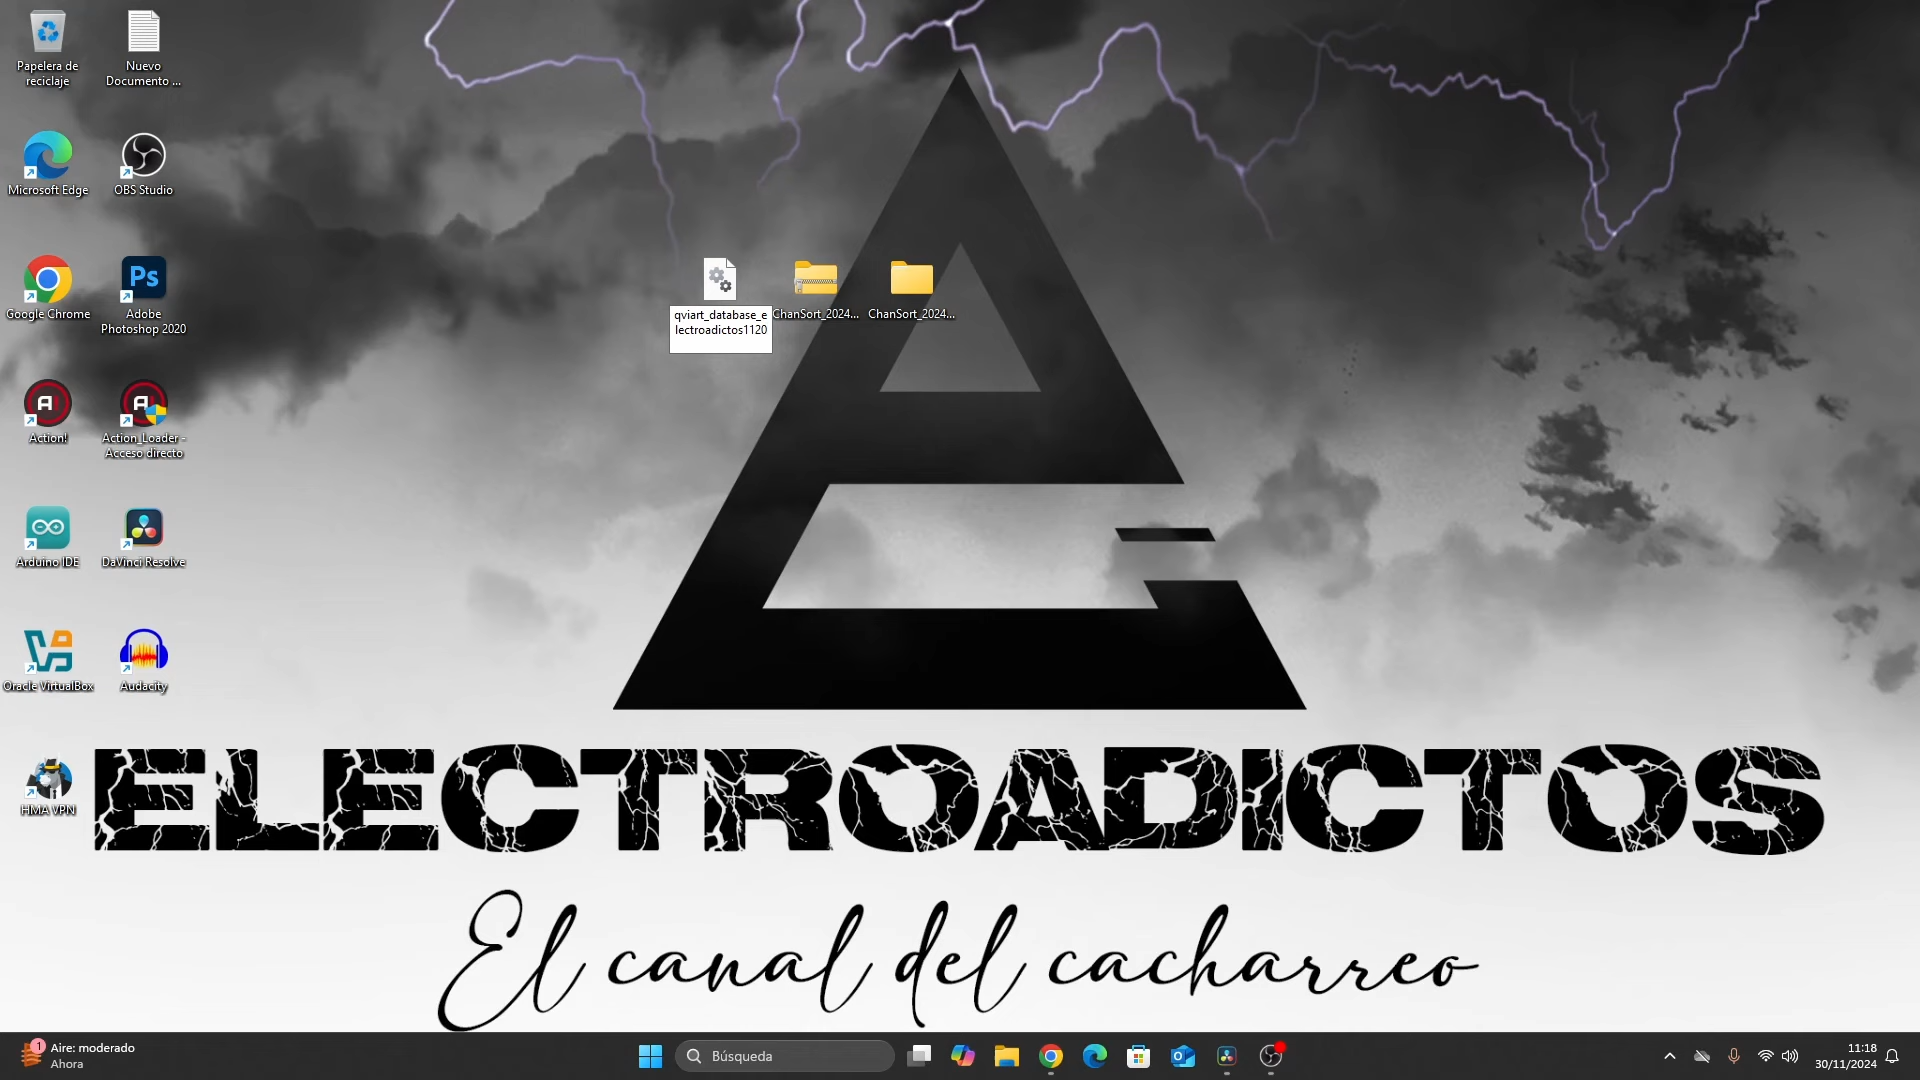 Papelera de
reciclaje
Nuevo
Documento ...
Microsoft Edge
OBS Studio
Google Chrome
Ps
Adobe
Photoshop 2020
qviart_database_e
lectroadictos1120
ChanSort_2024...
ChanSort_2024...
Action!
Action_Loader -
Acceso directo
Arduino IDE
DaVinci Resolve
Oracle VirtualBox
Audacity
HMA VPN
ELECTROADICTOS
El canal del cacharreo
1
Aire: moderado
Ahora
Búsqueda
11:18
30/11/2024